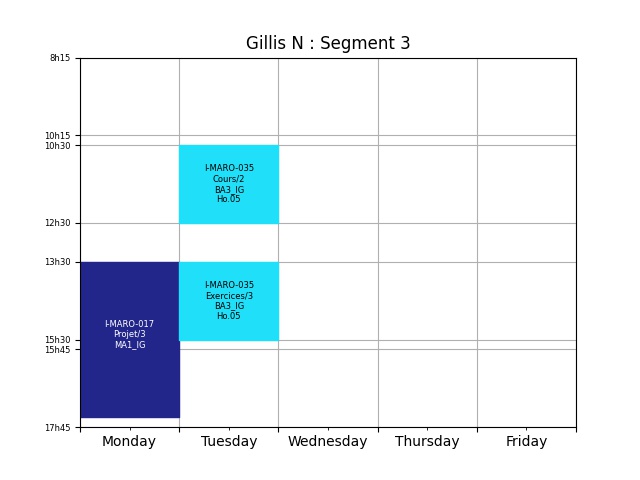 Gillis N : Segment 3
8h15
10h15
10h30
I-MARO-035
Cours/2
BA3_IG
Ho.05
12h30
13h30
I-MARO-035
Exercices/3
BA3_IG
Ho.05
I-MARO-017
Projet/3
MA1_IG
15h30
15h45
17h45
Monday Tuesday Wednesday Thursday Friday